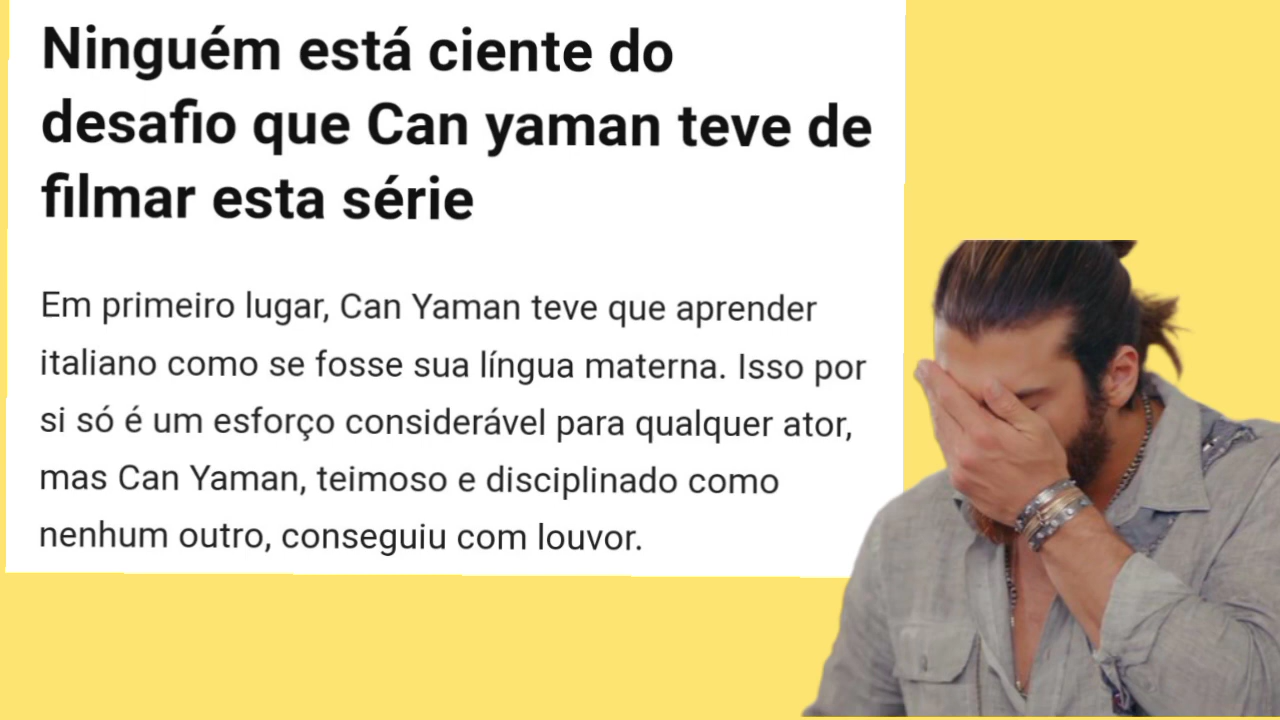 Ninguém está ciente do
desafio que Can yaman teve de
filmar esta série
Em primeiro lugar, Can Yaman teve que aprender
italiano como se fosse sua língua materna. Isso por
si só é um esforço considerável para qualquer ator,
mas Can Yaman, teimoso e disciplinado como
nenhum outro, conseguiu com louvor.